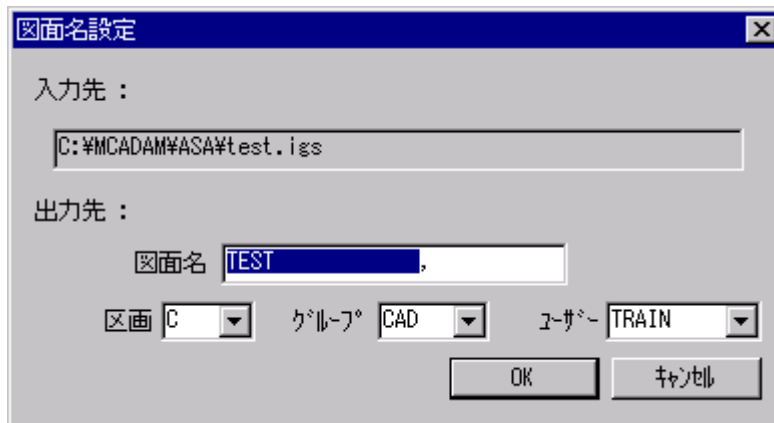 図面名設定
入力先 :
C:¥MCADAM¥ASA¥test.igs
出力先 :
図面名 TEST ,
区画 C ｸﾞﾙｰﾌﾟ CAD ﾕｰｻﾞｰ TRAIN
OK ｷｬﾝｾﾙ